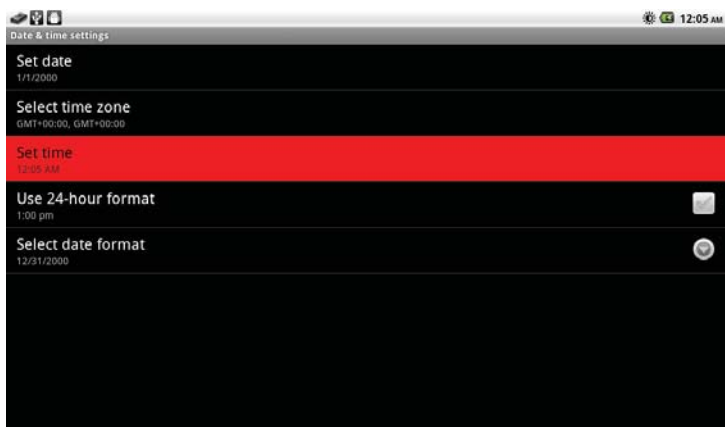 12:05 AM
Date & time settings
Set date
1/1/2000
Select time zone
GMT+00:00, GMT+00:00
Set time
12:05 AM
Use 24-hour format
1:00 pm
Select date format
12/31/2000